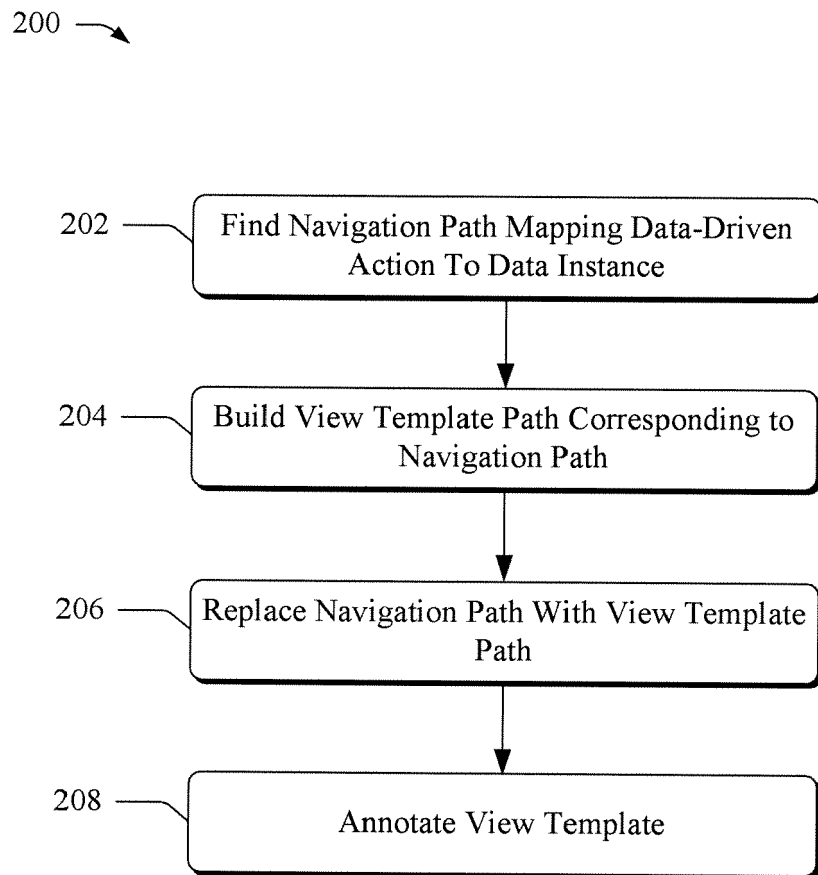 200
202
Find Navigation Path Mapping Data-Driven
Action To Data Instance
204
Build View Template Path Corresponding to
Navigation Path
206
Replace Navigation Path With View Template
Path
208
Annotate View Template